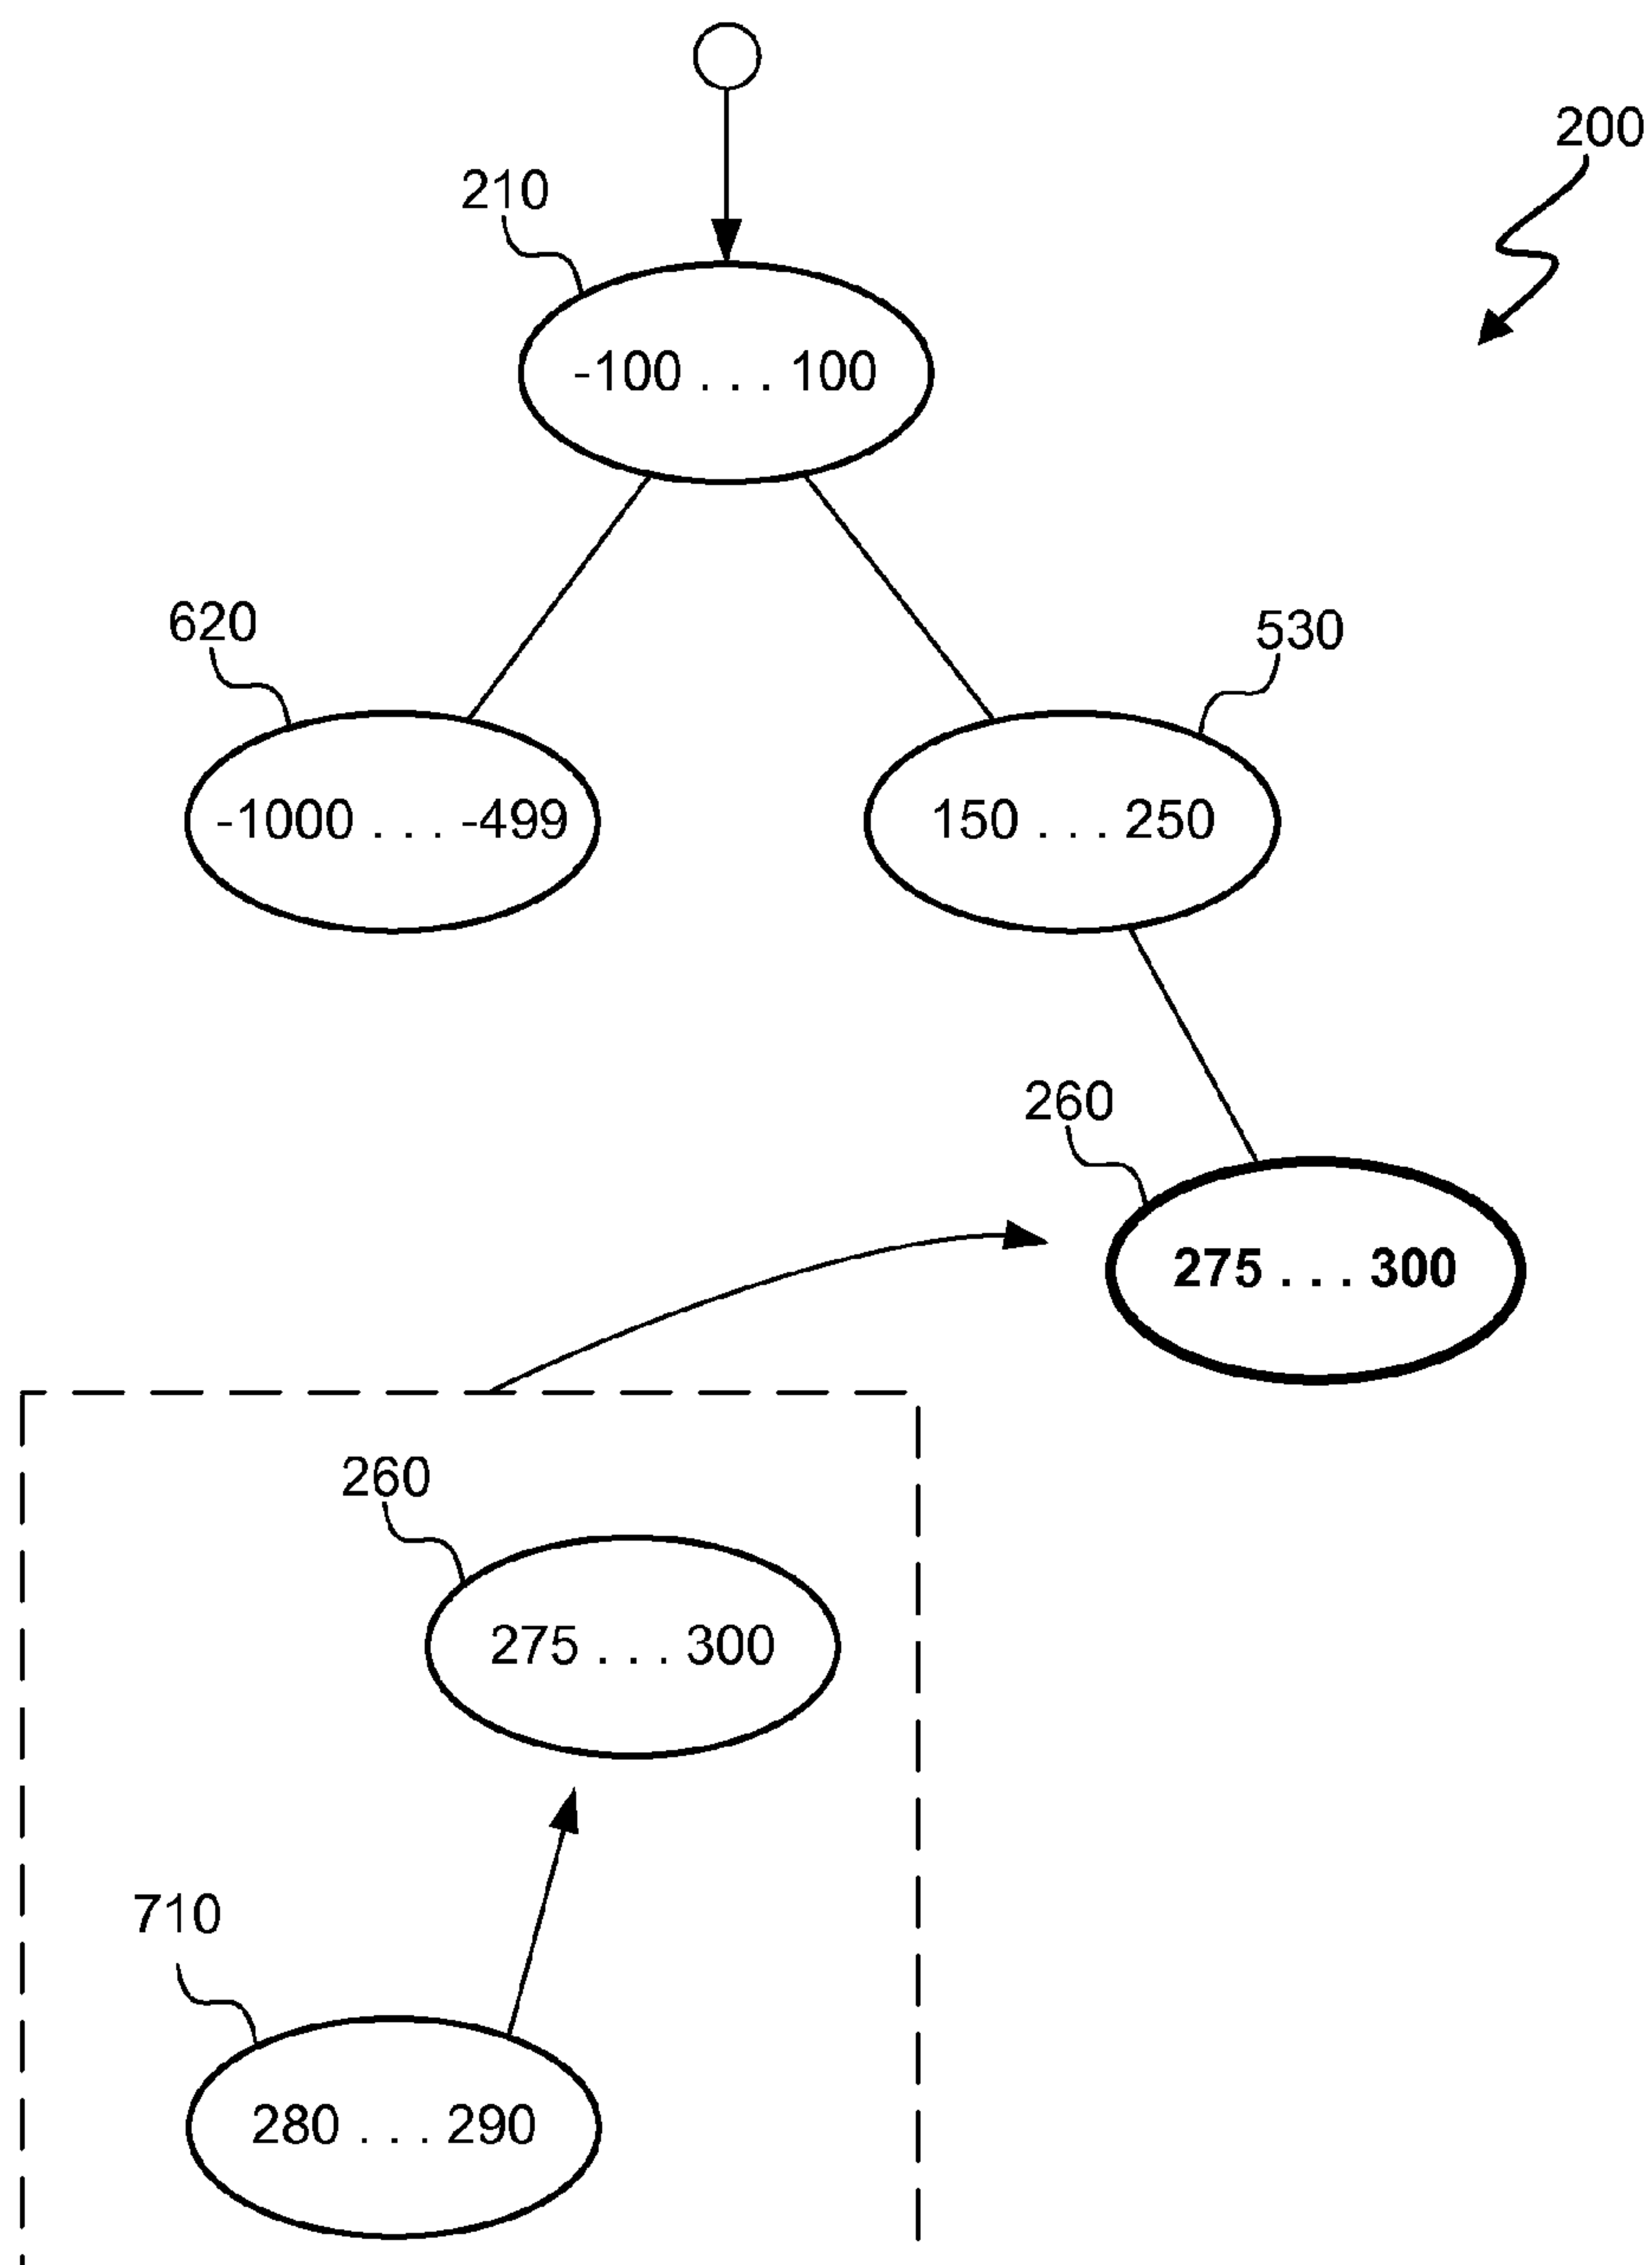 200
210
-100 . . . 100
620
530
-1000 . . . -499
150 . . . 250
260
275 . . . 300
260
275 . . . 300
710
280 . . . 290